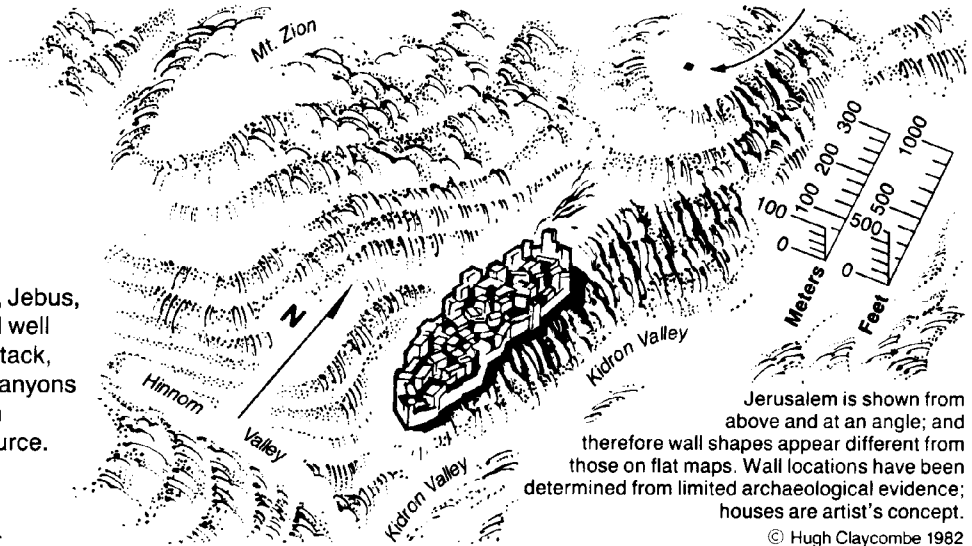 Mt. Zion
300
1000
200
100
100
500
500
0
0
Meters
Feet
N
, Jebus,
l well
tack,
anyons
urce.
Hinnom
Valley
Kidron Valley
Kidron Valley
Jerusalem is shown from
above and at an angle; and
therefore wall shapes appear different from
those on flat maps. Wall locations have been
determined from limited archaeological evidence;
houses are artist's concept.
© Hugh Claycombe 1982